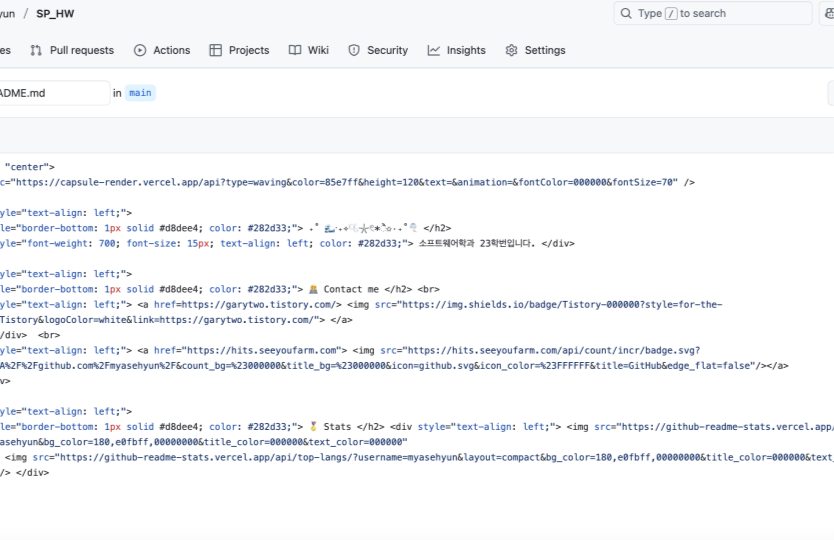 yun / SP_HW
Type / to search
es Pull requests Actions Projects Wiki Security Insights Settings
ADME.md in main
"center">
c="https://capsule-render.vercel.app/api?type=waving&color=85e7ff&height=120&text=&animation=&fontColor=000000&fontSize=70" />
yle="text-align: left;">
le="border-bottom: 1px solid #d8dee4; color: #282d33;"> </h2>
yle="font-weight: 700; font-size: 15px; text-align: left; color: #282d33;"> 소프트웨어학과 23학번입니다. </div>
yle="text-align: left;">
le="border-bottom: 1px solid #d8dee4; color: #282d33;"> 🧑‍💻 Contact me </h2> <br>
yle="text-align: left;"> <a href=https://garytwo.tistory.com/> <img src="https://img.shields.io/badge/Tistory-000000?style=for-the-
Tistory&logoColor=white&link=https://garytwo.tistory.com/"> </a>
/div> <br>
yle="text-align: left;"> <a href="https://hits.seeyoufarm.com"> <img src="https://hits.seeyoufarm.com/api/count/incr/badge.svg?
A%2F%2Fgithub.com%2Fmyasehyun%2F&count_bg=%23000000&title_bg=%23000000&icon=github.svg&icon_color=%23FFFFFF&title=GitHub&edge_flat=false"/></a>
v>
yle="text-align: left;">
le="border-bottom: 1px solid #d8dee4; color: #282d33;"> 🏅 Stats </h2> <div style="text-align: left;"> <img src="https://github-readme-stats.vercel.app/
asehyun&bg_color=180,e0fbff,00000000&title_color=000000&text_color=000000"
<img src="https://github-readme-stats.vercel.app/api/top-langs/?username=myasehyun&layout=compact&bg_color=180,e0fbff,00000000&title_color=000000&text_
/> </div>